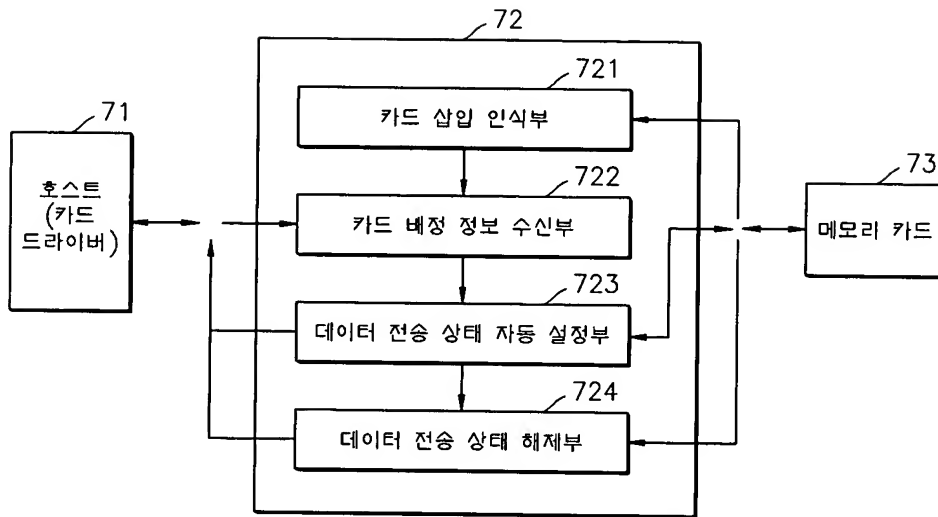 72
721
카드 삽입 인식부
71
호스트
(카드
드라이버)
722
카드 배정 정보 수신부
73
메모리 카드
723
데이터 전송 상태 자동 설정부
724
데이터 전송 상태 해제부